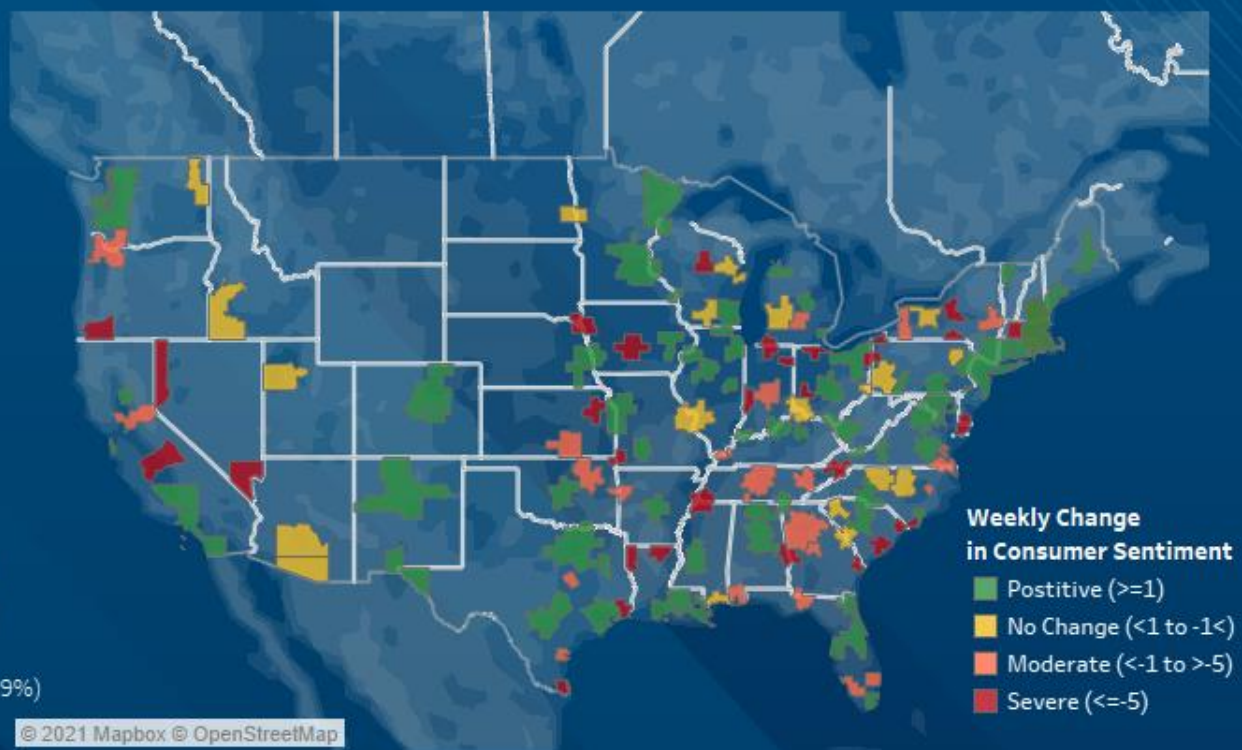 Weekly Change
in Consumer Sentiment
Postitive (>=1)
No Change (<1 to -1<)
Moderate (<-1 to >-5)
Severe (<=-5)
9%)
© 2021 Mapbox © OpenStreetMap